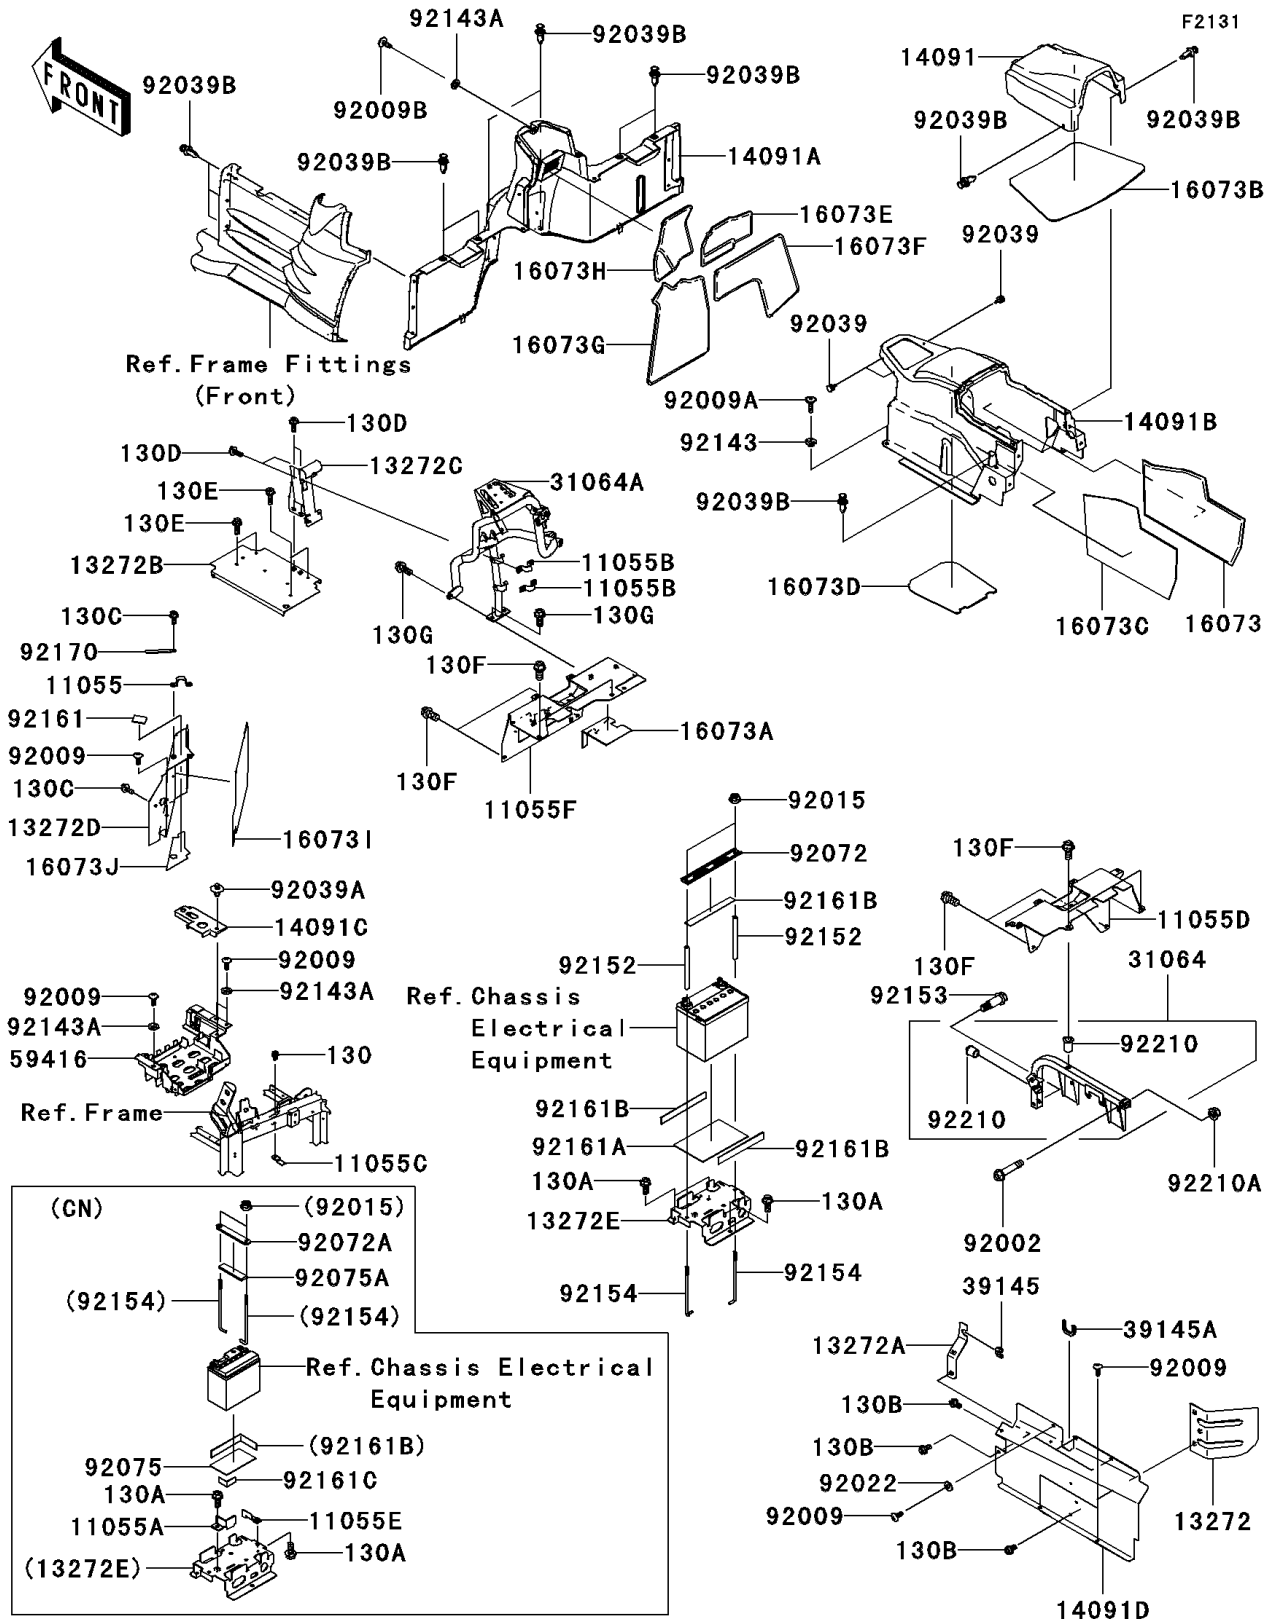 F2131
FRONT
92143A
92039B
92039B
92009B
92039B
92039B
14091A
14091
92039B
92039B
16073B
16073E
16073F
16073H
16073G
92039
92039
92009A
92143
14091B
92039B
16073D
16073C
16073
Ref. Frame Fittings
(Front)
130D
130D
13272C
130E
130E
13272B
31064A
11055B
11055B
130G
130G
130C
92170
11055
92161
92009
130C
13272D
16073J
16073I
130F
130F
16073A
11055F
92039A
14091C
92009
92143A
92009
92143A
59416
130
Ref. Frame
11055C
92015
92072
92161B
92152
92152
Ref. Chassis
Electrical
Equipment
92161B
92161A
92161B
130A
130A
13272E
92154
92154
130F
130F
11055D
31064
92153
92210
92210
92210A
92002
(CN)
(92015)
92072A
92075A
(92154)
(92154)
Ref. Chassis Electrical
Equipment
(92161B)
92075
92161C
130A
11055A
11055E
130A
(13272E)
39145
13272A
39145A
92009
130B
130B
92022
92009
130B
13272
14091D